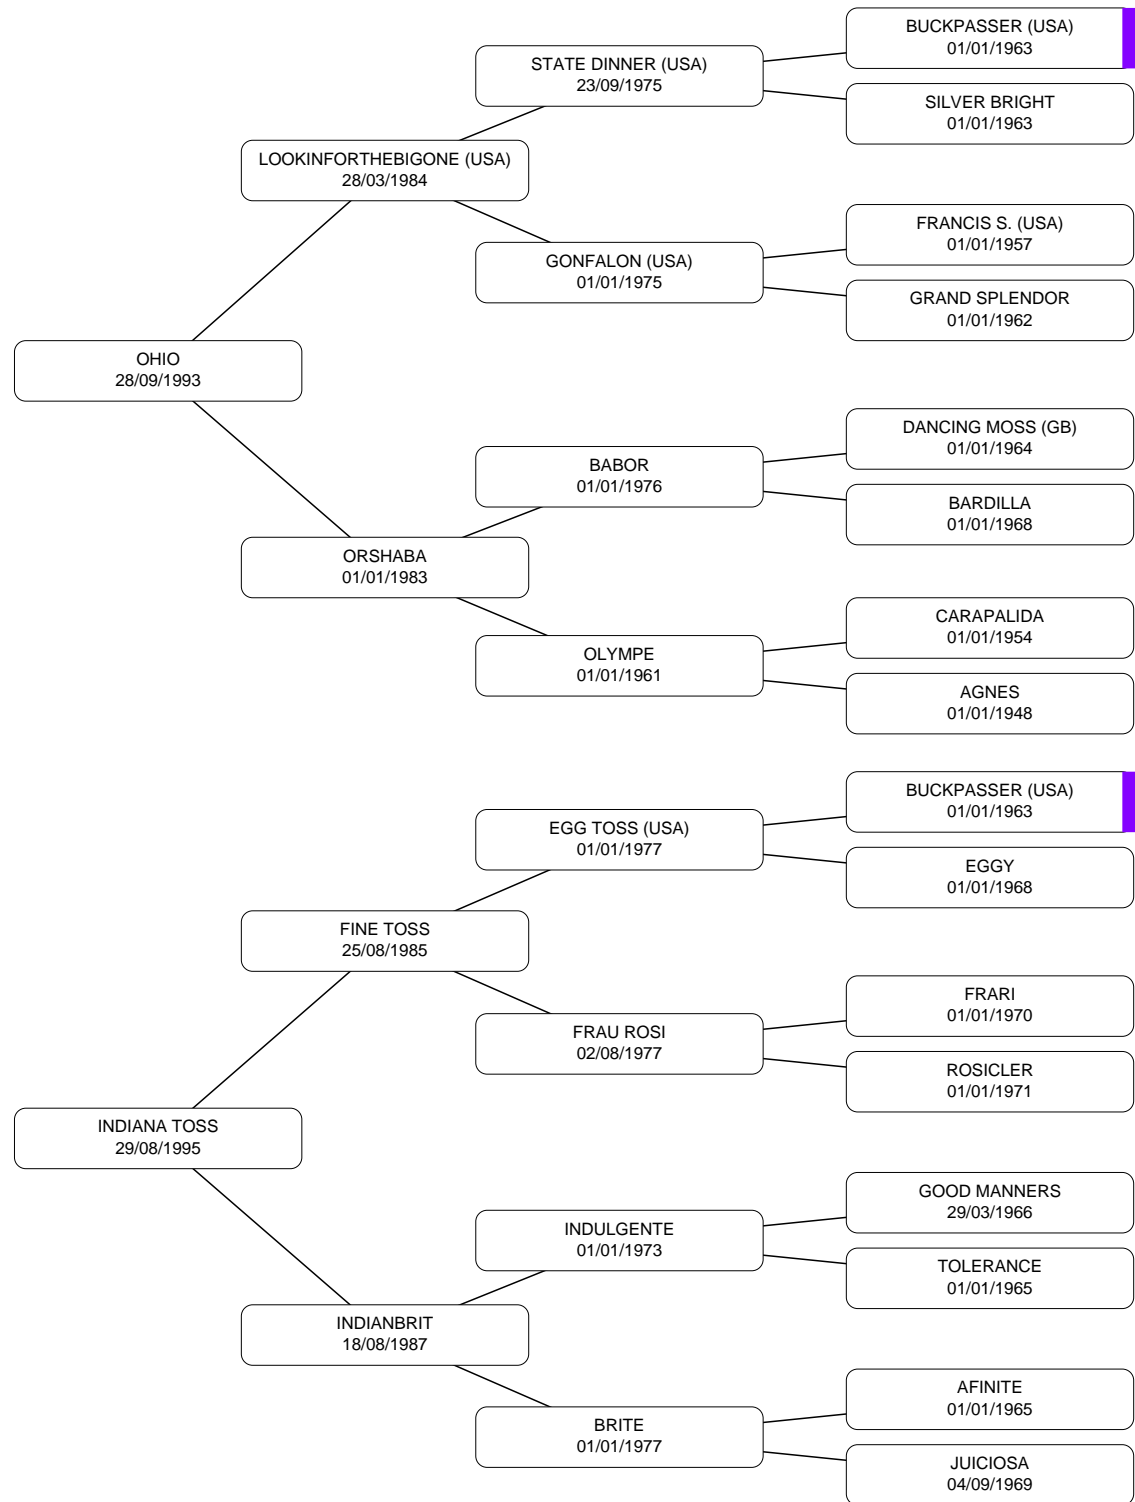 BUCKPASSER (USA)
01/01/1963
STATE DINNER (USA)
23/09/1975
SILVER BRIGHT
01/01/1963
LOOKINFORTHEBIGONE (USA)
28/03/1984
FRANCIS S. (USA)
01/01/1957
GONFALON (USA)
01/01/1975
GRAND SPLENDOR
01/01/1962
OHIO
28/09/1993
DANCING MOSS (GB)
01/01/1964
BABOR
01/01/1976
BARDILLA
01/01/1968
ORSHABA
01/01/1983
CARAPALIDA
01/01/1954
OLYMPE
01/01/1961
AGNES
01/01/1948
BUCKPASSER (USA)
01/01/1963
EGG TOSS (USA)
01/01/1977
EGGY
01/01/1968
FINE TOSS
25/08/1985
FRARI
01/01/1970
FRAU ROSI
02/08/1977
ROSICLER
01/01/1971
INDIANA TOSS
29/08/1995
GOOD MANNERS
29/03/1966
INDULGENTE
01/01/1973
TOLERANCE
01/01/1965
INDIANBRIT
18/08/1987
AFINITE
01/01/1965
BRITE
01/01/1977
JUICIOSA
04/09/1969